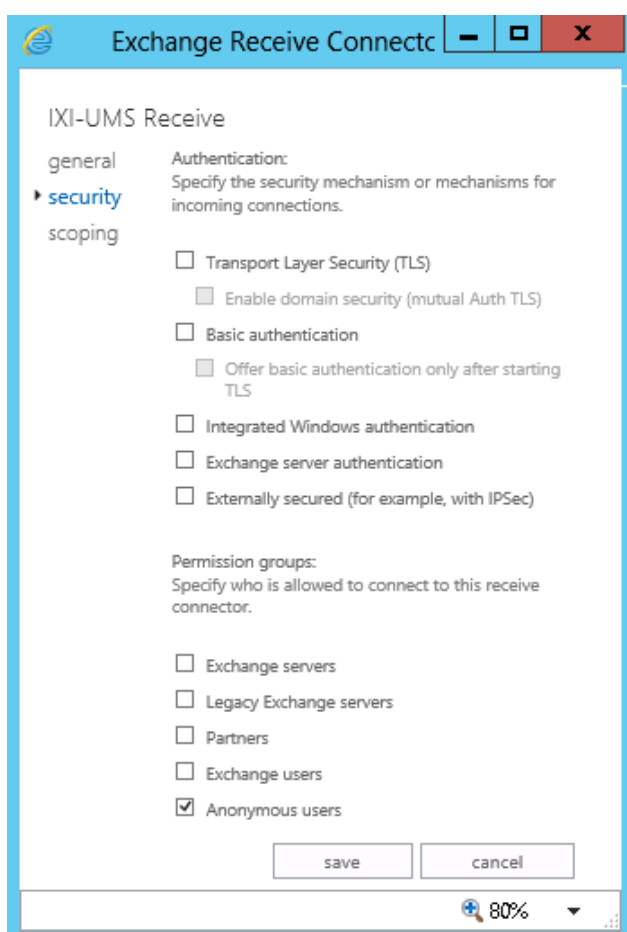 Exchange Receive Connectc
IXI-UMS Receive
general
security
scoping
Authentication:
Specify the security mechanism or mechanisms for
incoming connections.
Transport Layer Security (TLS)
Enable domain security (mutual Auth TLS)
Basic authentication
Offer basic authentication only after starting
TLS
Integrated Windows authentication
Exchange server authentication
Externally secured (for example, with IPSec)
Permission groups:
Specify who is allowed to connect to this receive
connector.
Exchange servers
Legacy Exchange servers
Partners
Exchange users
Anonymous users
save
cancel
80%